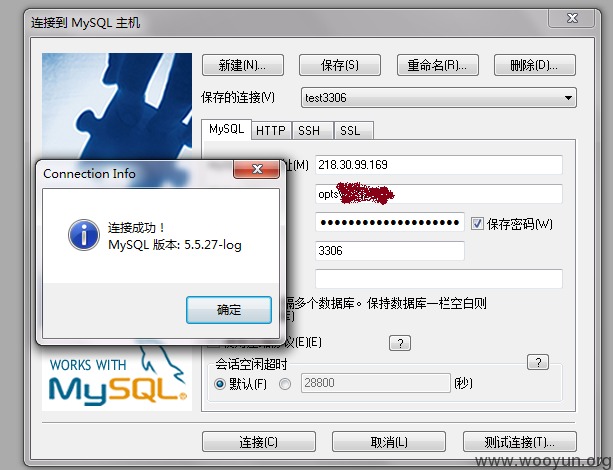 连接到 MySQL 主机
新建(N)...
保存(S)
重命名(R)...
删除(D)...
保存的连接(V)
test3306
MySQL
HTTP
SSH
SSL
址(M)
218.30.99.169
opts
●●●●●●●●●●●●●●●●●●●
保存密码(W)
3306
隔多个数据库。保持数据库一栏空白则
Connection Info
连接成功！
MySQL 版本: 5.5.27-log
确定
议(E)(E)
?
会话空闲超时
?
默认(F)
28800
(秒)
WORKS WITH
MySQL
连接(C)
取消(L)
测试连接(T)...
www.wooyun.org